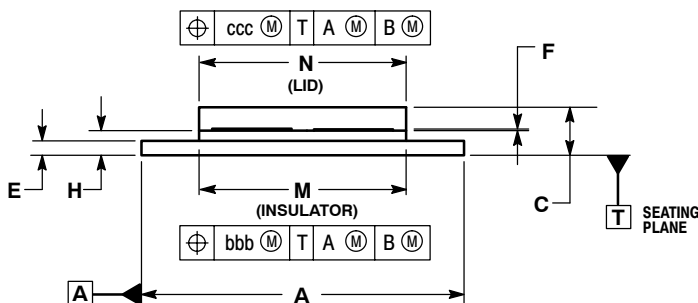 ⌖ ccc Ⓜ T A Ⓜ B Ⓜ
N
(LID)
F
E
H
M
(INSULATOR)
C
T SEATING
PLANE
⌖ bbb Ⓜ T A Ⓜ B Ⓜ
A
A